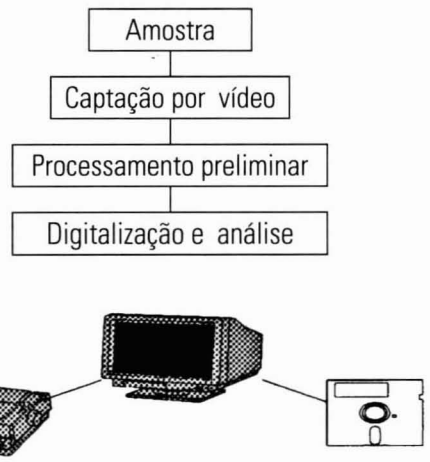 Amostra
Captação por vídeo
Processamento preliminar
Digitalização e análise